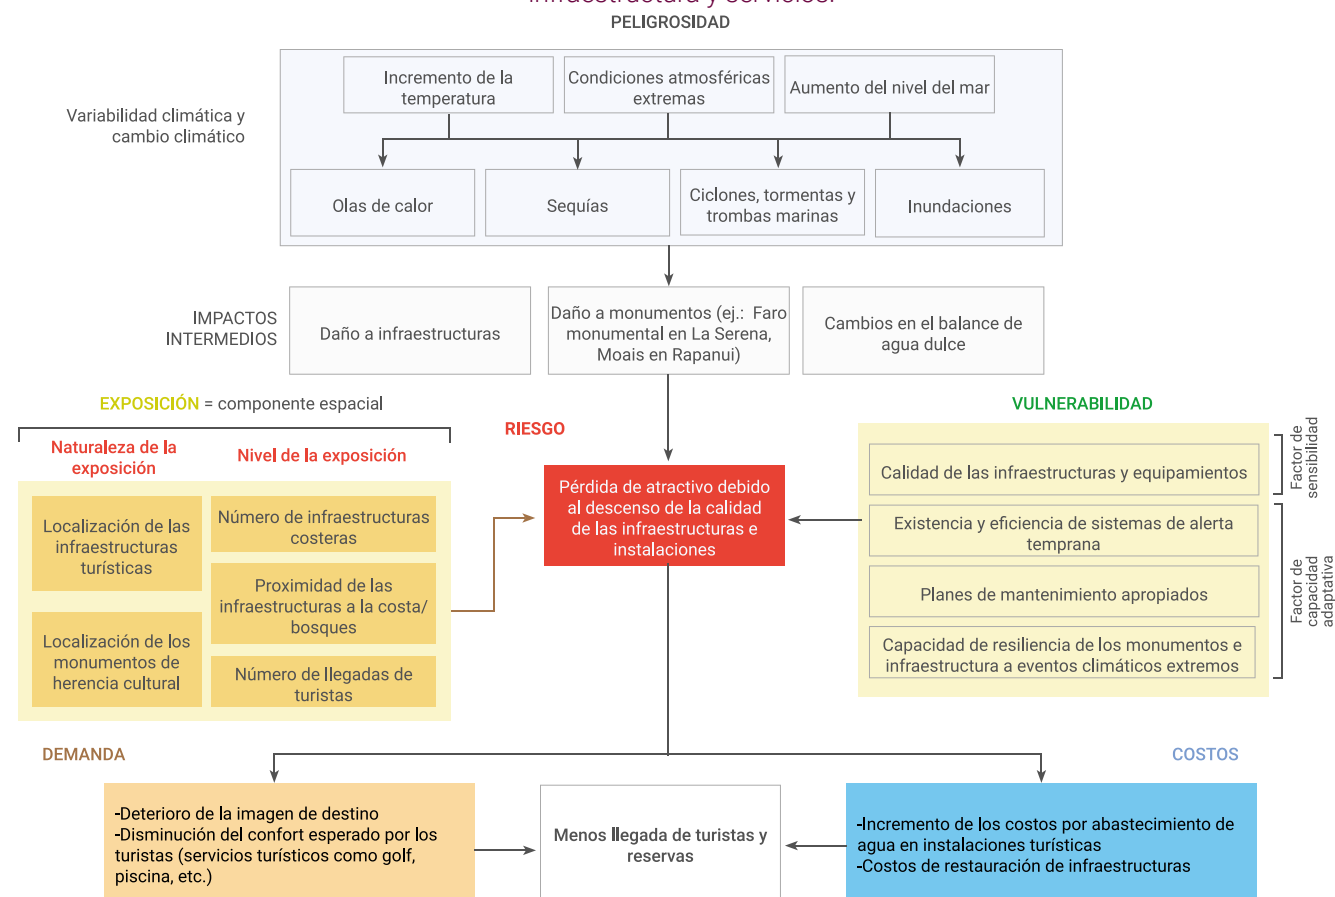 infraestructura y servicios.
PELIGROSIDAD
Variabilidad climática y
cambio climático
Incremento de la
temperatura
Condiciones atmosféricas
extremas
Aumento del nivel del mar
Olas de calor
Sequías
Ciclones, tormentas y
trombas marinas
Inundaciones
IMPACTOS
INTERMEDIOS
Daño a infraestructuras
Daño a monumentos (ej.: Faro
monumental en La Serena,
Moais en Rapanui)
Cambios en el balance de
agua dulce
EXPOSICIÓN = componente espacial
Naturaleza de la
exposición
Nivel de la exposición
Localización de las
infraestructuras
turísticas
Localización de los
monumentos de
herencia cultural
Número de infraestructuras
costeras
Proximidad de las
infraestructuras a la costa/
bosques
Número de llegadas de
turistas
RIESGO
Pérdida de atractivo debido
al descenso de la calidad
de las infraestructuras e
instalaciones
VULNERABILIDAD
Calidad de las infraestructuras y equipamientos
Existencia y eficiencia de sistemas de alerta
temprana
Planes de mantenimiento apropiados
Capacidad de resiliencia de los monumentos e
infraestructura a eventos climáticos extremos
Factor de
sensibilidad
Factor de
capacidad
adaptativa
DEMANDA
-Deterioro de la imagen de destino
-Disminución del confort esperado por los
turistas (servicios turísticos como golf,
piscina, etc.)
Menos llegada de turistas y
reservas
COSTOS
-Incremento de los costos por abastecimiento de
agua en instalaciones turísticas
-Costos de restauración de infraestructuras